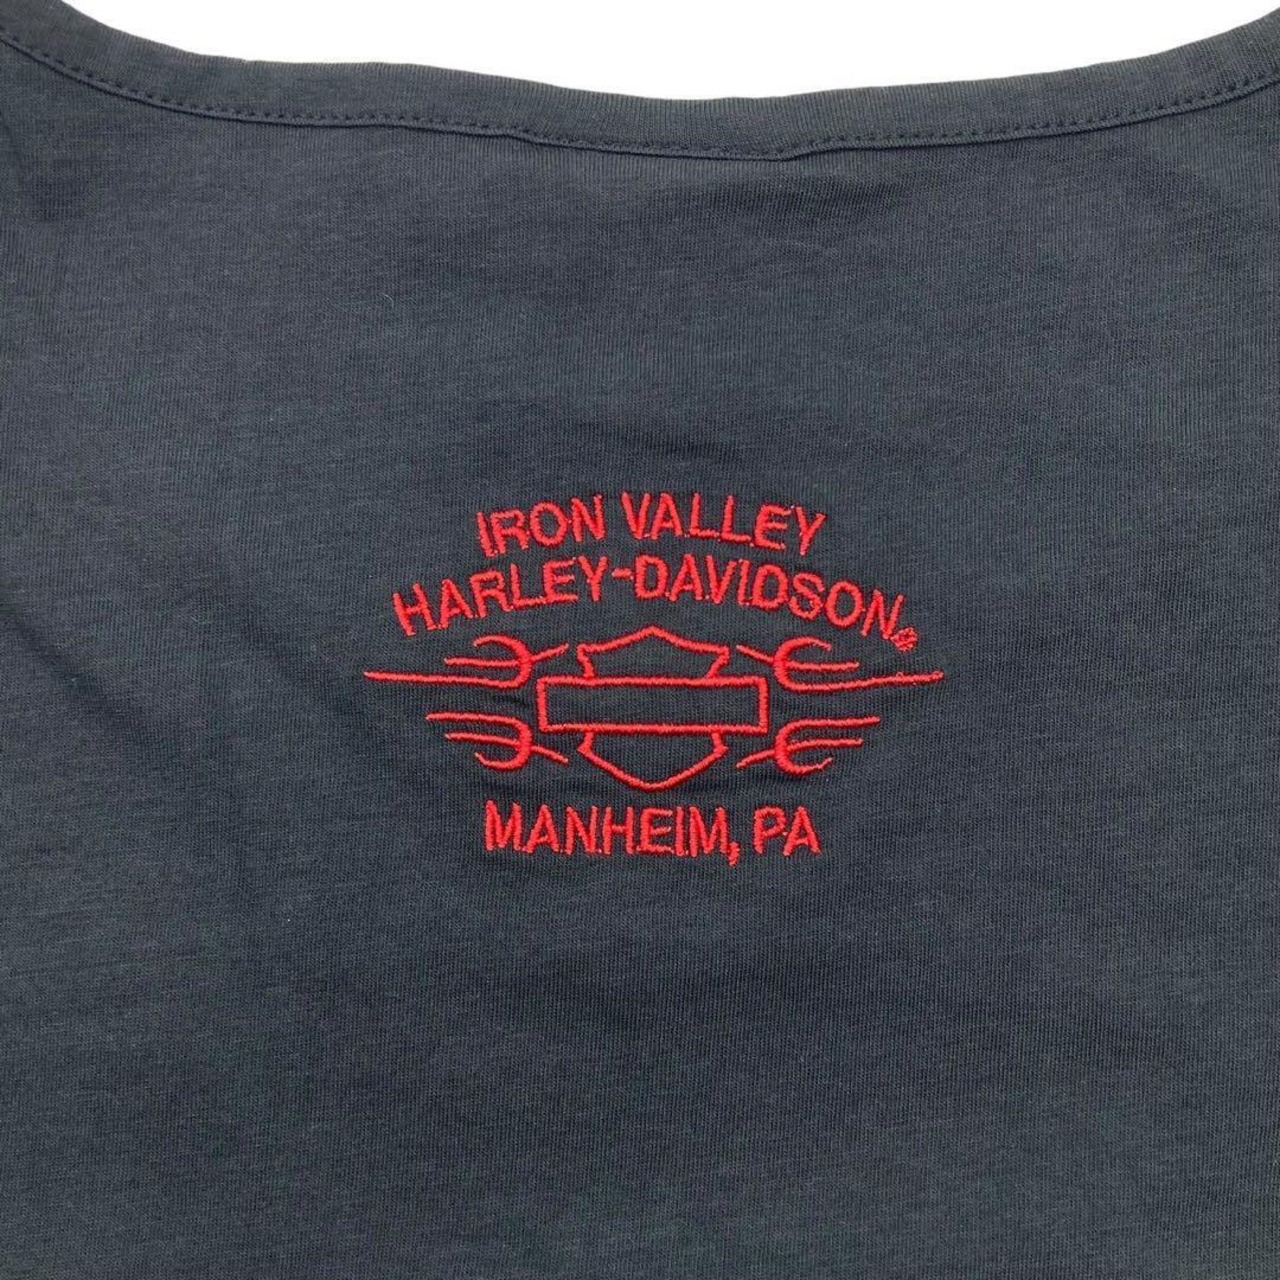 IRON VALLEY
HARLEY-DAVIDSON®
MANHEIM, PA